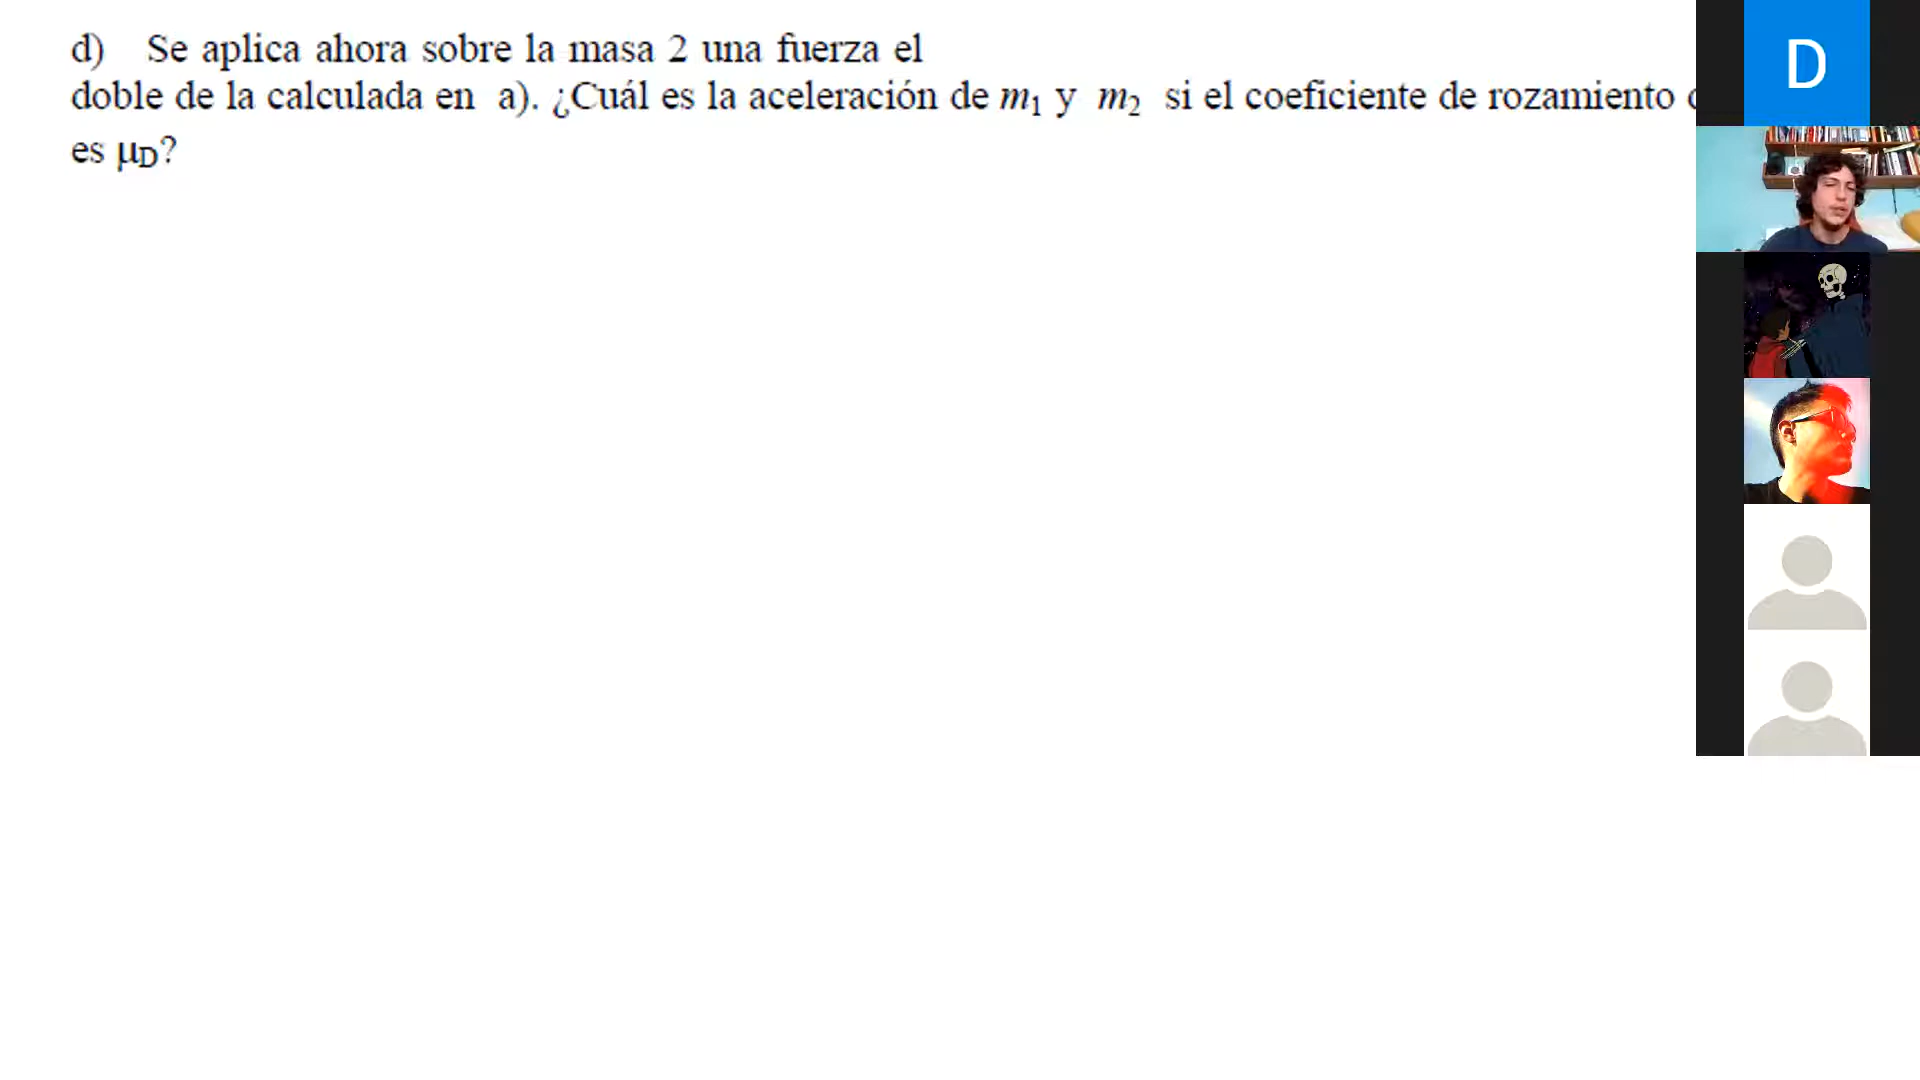 d) Se aplica ahora sobre la masa 2 una fuerza el
doble de la calculada en a). ¿Cuál es la aceleración de m₁ y m₂ si el coeficiente de rozamiento
es μD?
D